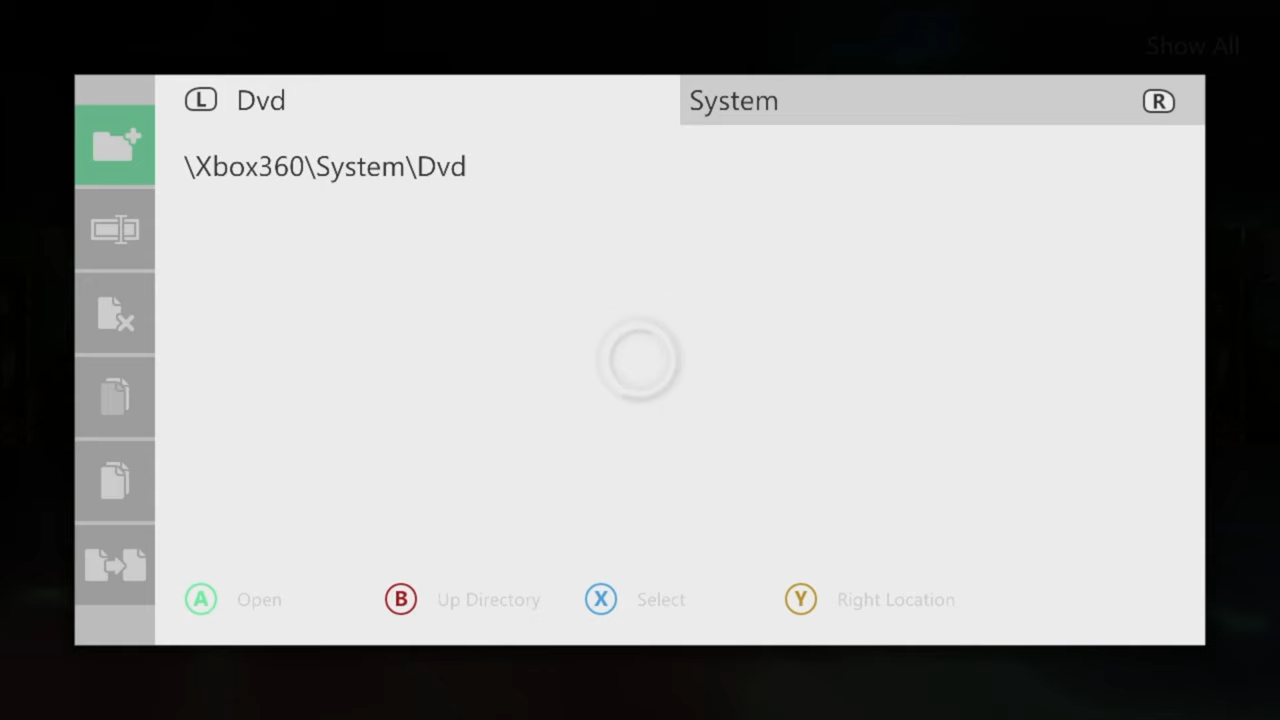 Show All
L Dvd
System R
\Xbox360\System\Dvd
A Open
B Up Directory
X Select
Y Right Location